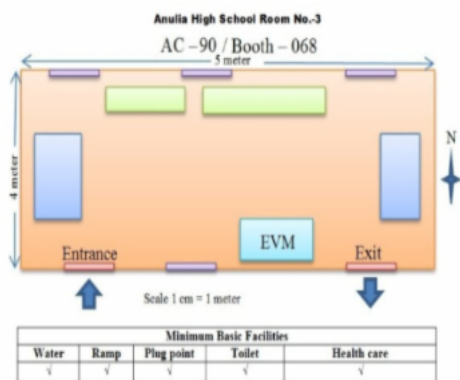 Anulia High School Room No.-3
AC – 90 / Booth – 068
5 meter
4 meter
N
EVM
Entrance
Exit
Scale 1 cm = 1 meter
Minimum Basic Facilities
Water Ramp Plug point Toilet Health care
√ √ √ √ √